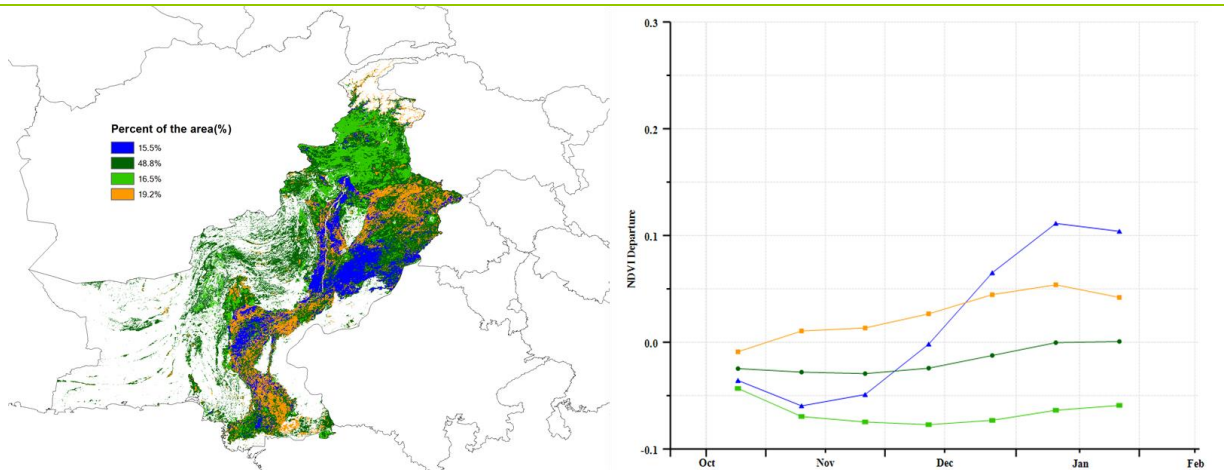 Percent of the area(%)
15.5%
48.8%
16.5%
19.2%
NDVI Departure
0.3
0.2
0.1
0.0
-0.1
Oct
Nov
Dec
Jan
Feb